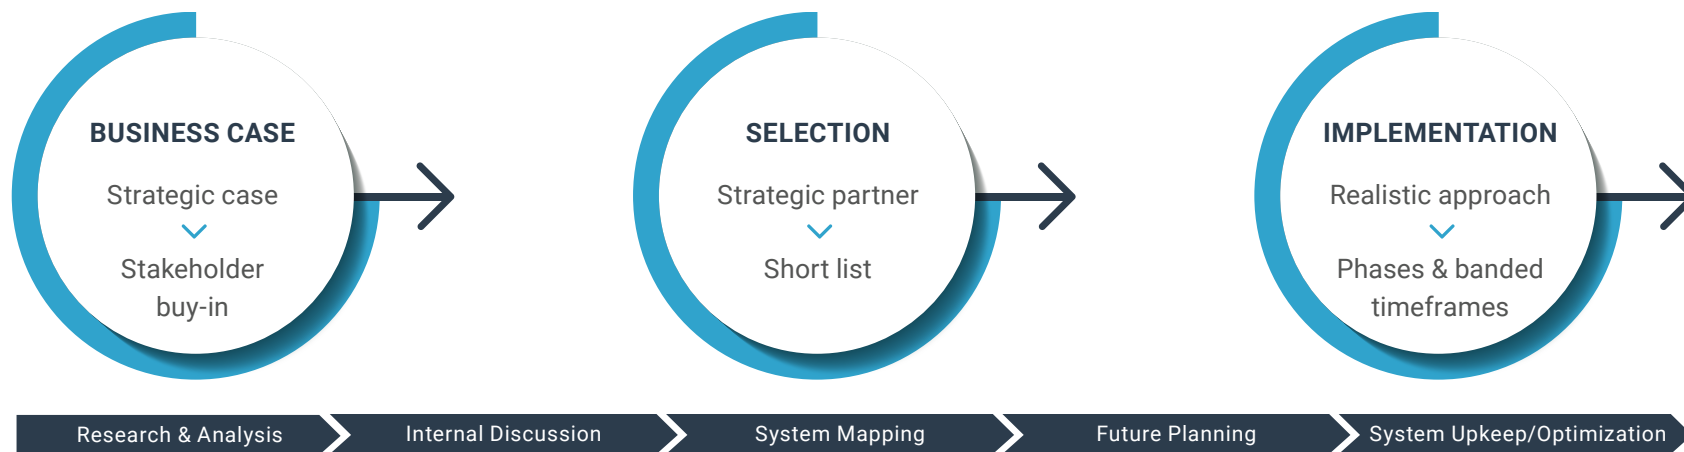 BUSINESS CASE
Strategic case
Stakeholder
buy-in
SELECTION
Strategic partner
Short list
IMPLEMENTATION
Realistic approach
Phases & banded
timeframes
Research & Analysis
Internal Discussion
System Mapping
Future Planning
System Upkeep/Optimization